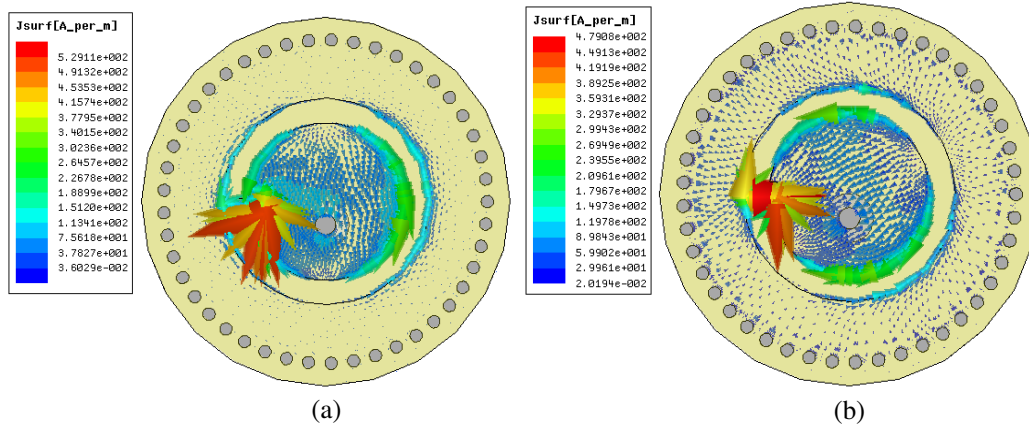 Jsurf[A_per_m]
5.2911e+002
4.9132e+002
4.5353e+002
4.1574e+002
3.7795e+002
3.4015e+002
3.0236e+002
2.6457e+002
2.2678e+002
1.8899e+002
1.5120e+002
1.1341e+002
7.5618e+001
3.7827e+001
3.6029e-002
(a)
Jsurf[A_per_m]
4.7908e+002
4.4913e+002
4.1919e+002
3.8925e+002
3.5931e+002
3.2937e+002
2.9943e+002
2.6949e+002
2.3955e+002
2.0961e+002
1.7967e+002
1.4973e+002
1.1978e+002
8.9843e+001
5.9902e+001
2.9961e+001
2.0194e-002
(b)